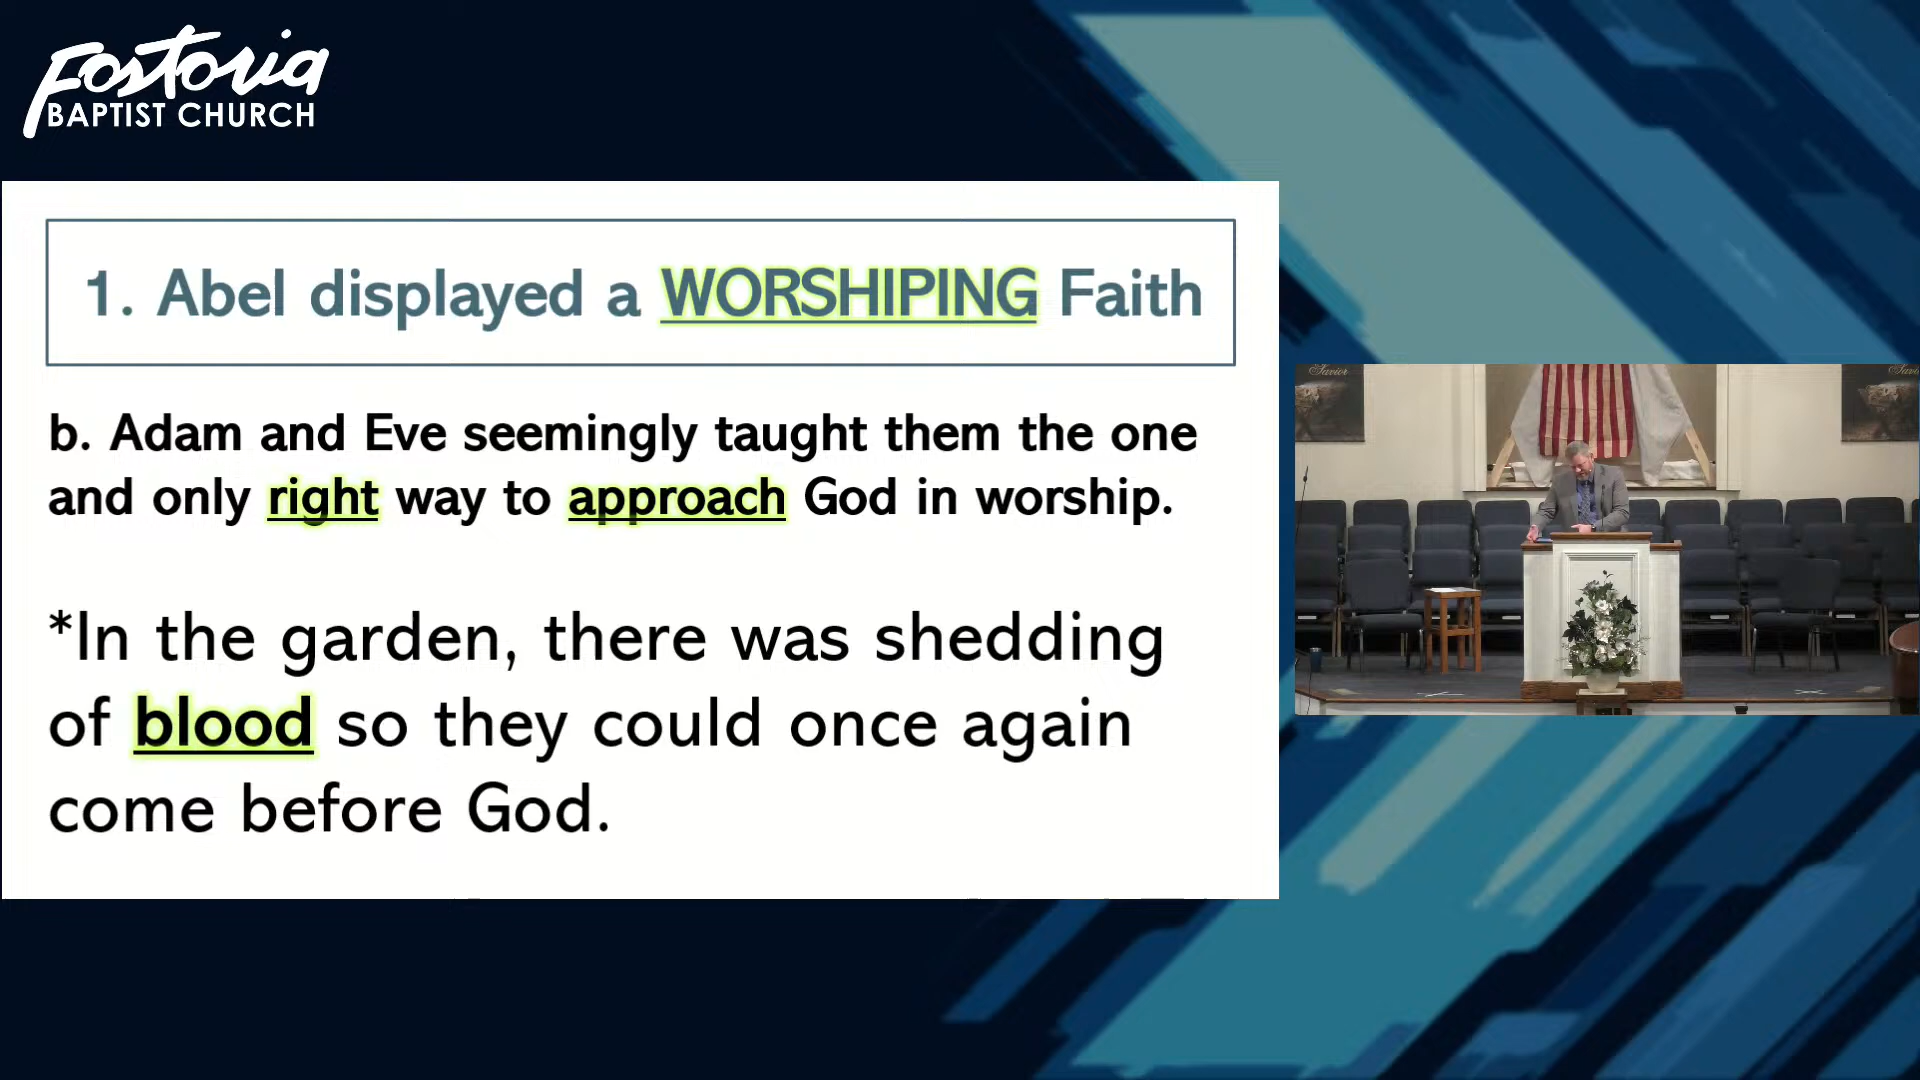 Fostoria
BAPTIST CHURCH
1. Abel displayed a WORSHIPING Faith
b. Adam and Eve seemingly taught them the one
and only right way to approach God in worship.
*In the garden, there was shedding
of blood so they could once again
come before God.
Savior